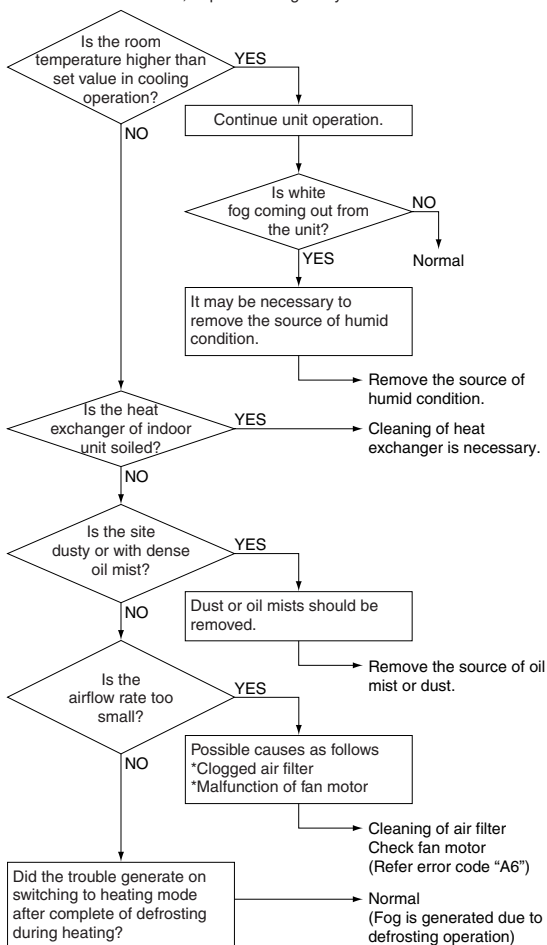 Is the room
temperature higher than
set value in cooling
operation?
YES
NO
Continue unit operation.
Is white
fog coming out from
the unit?
NO
YES
Normal
It may be necessary to
remove the source of humid
condition.
Remove the source of
humid condition.
Is the heat
exchanger of indoor
unit soiled?
YES
Cleaning of heat
exchanger is necessary.
NO
Is the site
dusty or with dense
oil mist?
YES
NO
Dust or oil mists should be
removed.
Remove the source of oil
mist or dust.
Is the
airflow rate too
small?
YES
NO
Possible causes as follows
*Clogged air filter
*Malfunction of fan motor
Cleaning of air filter
Check fan motor
(Refer error code “A6”)
Did the trouble generate on
switching to heating mode
after complete of defrosting
during heating?
Normal
(Fog is generated due to
defrosting operation)